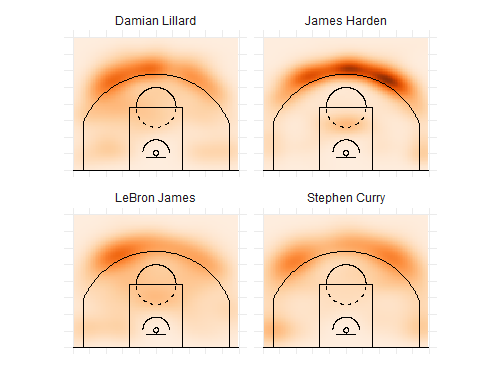 Damian Lillard
James Harden
LeBron James
Stephen Curry